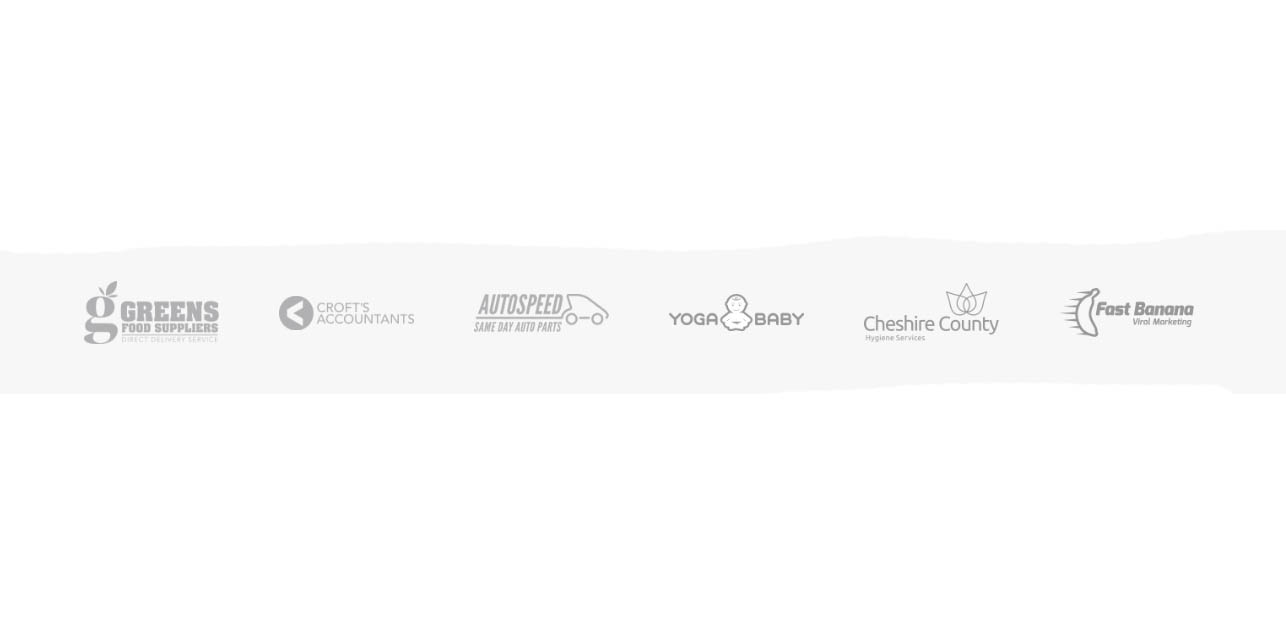 GREENS
FOOD SUPPLIERS
DIRECT DELIVERY SERVICE
CROFT'S
ACCOUNTANTS
AUTOSPEED
SAME DAY AUTO PARTS
YOGA BABY
Cheshire County
Hygiene Services
Fast Banana
Viral Marketing